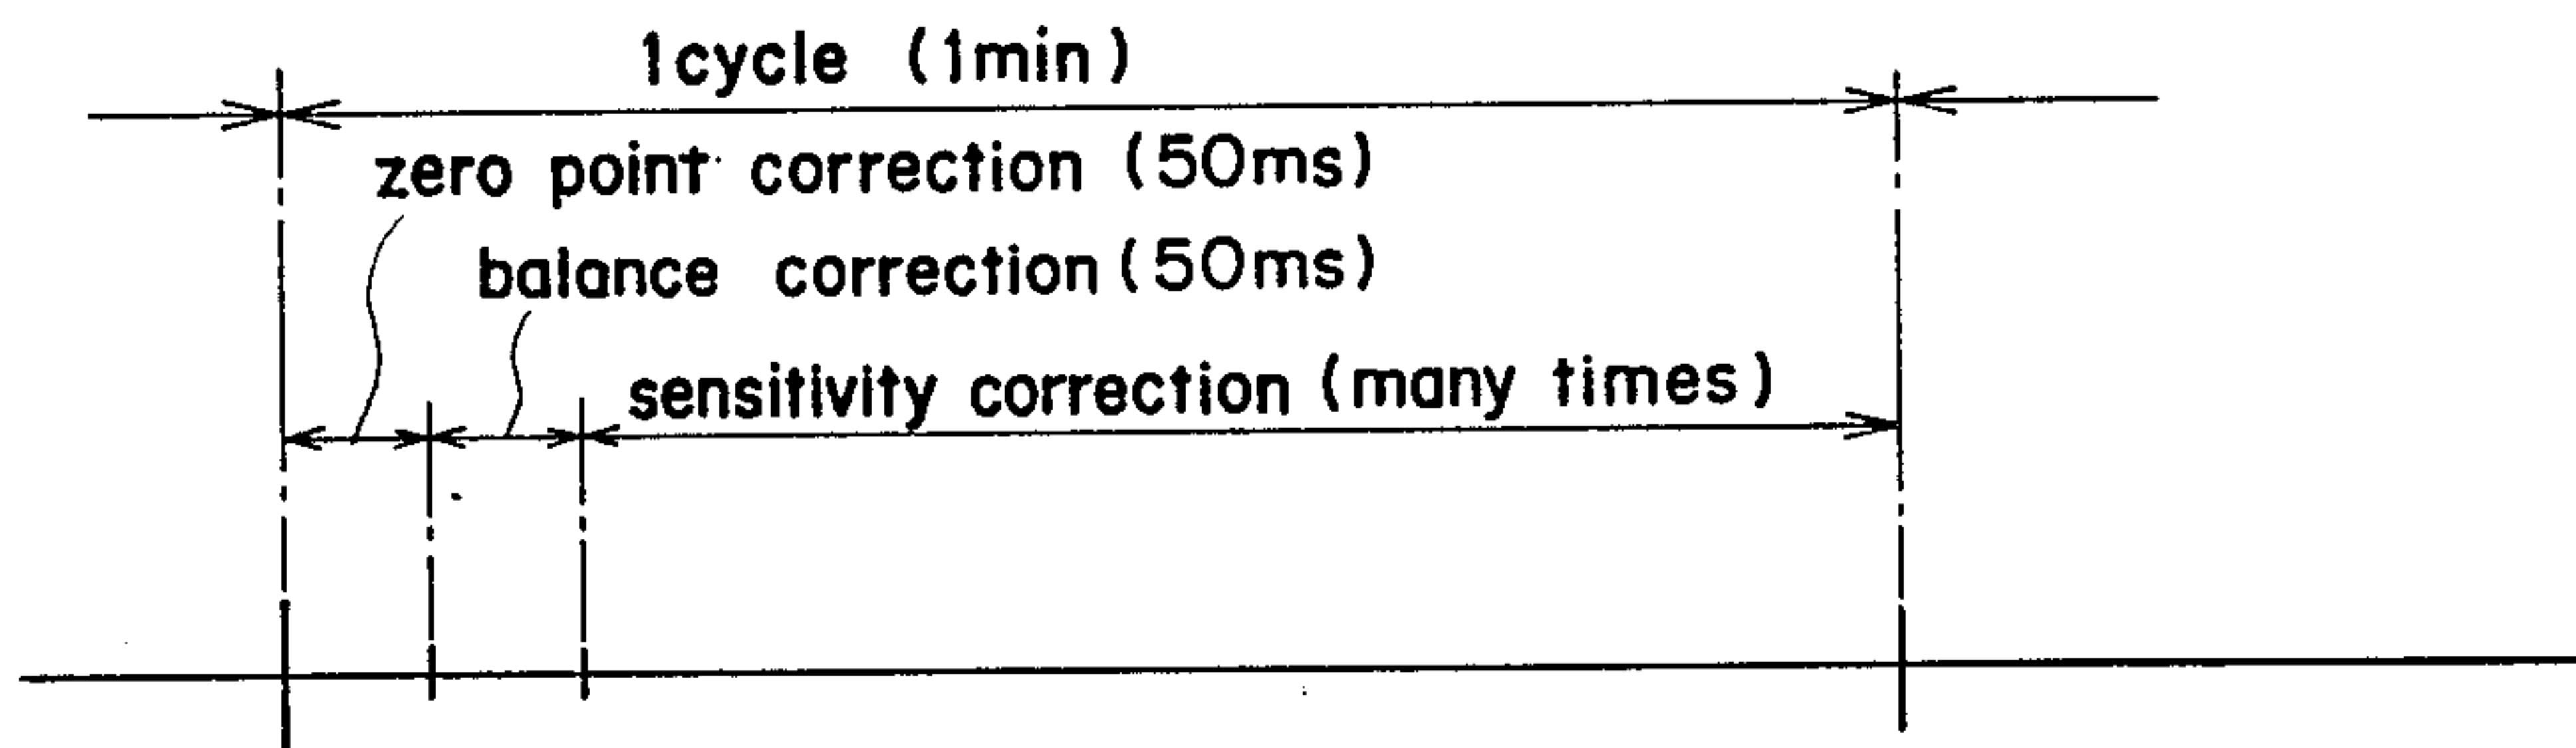 1cycle (1min)
zero point correction (50ms)
balance correction (50ms)
sensitivity correction (many times)